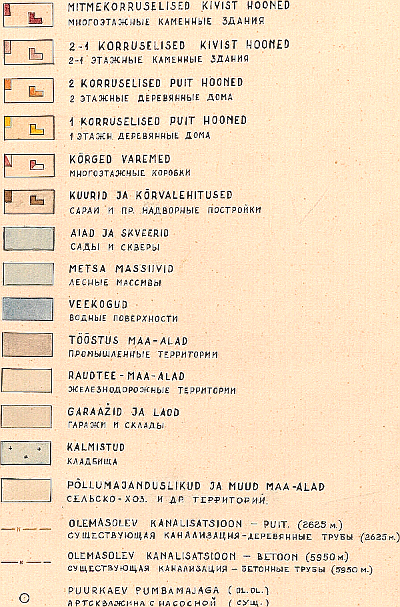 MITMEKORRUSELISED KIVIST HOONED
МНОГОЭТАЖНЫЕ КАМЕННЫЕ ЗДАНИЯ
2-1 KORRUSELISED KIVIST HOONED
2-1 ЭТАЖНЫЕ КАМЕННЫЕ ЗДАНИЯ
2 KORRUSELISED PUIT HOONED
2 ЭТАЖНЫЕ ДЕРЕВЯННЫЕ ДОМА
1 KORRUSELISED PUIT HOONED
1 ЭТАЖН. ДЕРЕВЯННЫЕ ДОМА
KÕRGED VAREMED
МНОГОЭТАЖНЫЕ КОРОБКИ
KUURID JA KÕRVALEHITUSED
САРАИ И ПР. НАДВОРНЫЕ ПОСТРОЙКИ
AIAD JA SKVEERID
САДЫ И СКВЕРЫ
METSA MASSIIVID
ЛЕСНЫЕ МАССИВЫ
VEEKOGUD
ВОДНЫЕ ПОВЕРХНОСТИ
TÖÖSTUS MAA-ALAD
ПРОМЫШЛЕННЫЕ ТЕРРИТОРИИ
RAUDTEE-MAA-ALAD
ЖЕЛЕЗНОДОРОЖНЫЕ ТЕРРИТОРИИ
GARAAŽID JA LAOD
ГАРАЖИ И СКЛАДЫ
KALMISTUD
КЛАДБИЩА
PÕLLUMAJANDUSLIKUD JA MUUD MAA-ALAD
СЕЛЬСКО-ХОЗ. И ДР. ТЕРРИТОРИЙ.
OLEMASOLEV KANALISATSIOON – PUIT. (2625 м.)
СУЩЕСТВУЮЩАЯ КАНАЛИЗАЦИЯ-ДЕРЕВЯННЫЕ ТРУБЫ (2625м.)
OLEMASOLEV KANALISATSIOON – BETOON (5950м.)
СУЩЕСТВУЮЩАЯ КАНАЛИЗАЦИЯ – БЕТОННЫЕ ТРУБЫ (5950 м.)
PUURKAEV PUMBAMAJAGA (OL.OL.)
АРТСКВАЖИНА С НАСОСНОЙ (СУЩ.)